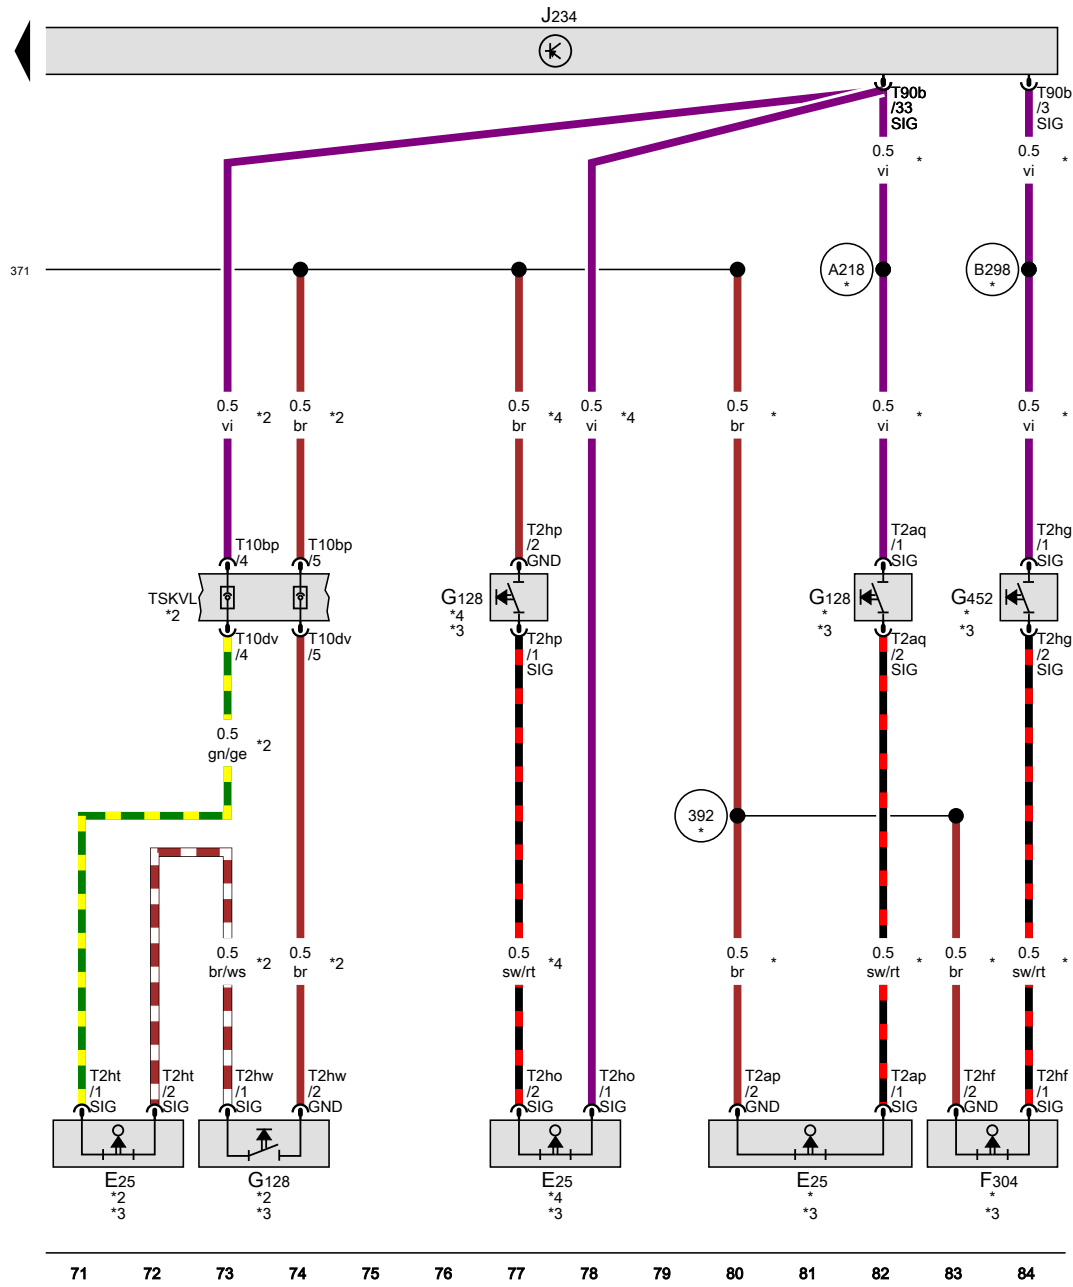 J234
T90b
/33
SIG
T90b
/3
SIG
0.5
vi
*
0.5
vi
*
371
A218
*
B298
*
0.5
vi
*2
0.5
br
*2
0.5
br
*4
0.5
vi
*4
0.5
br
*
0.5
vi
*
0.5
vi
*
T10bp
/4
T10bp
/5
T2hp
/2
GND
T2aq
/1
SIG
T2hg
/1
SIG
TSKVL
*2
G128
*4
*3
G128
*
*3
G452
*
*3
T10dv
/4
T10dv
/5
T2hp
/1
SIG
T2aq
/2
SIG
T2hg
/2
SIG
0.5
gn/ge
*2
392
*
0.5
br/ws
*2
0.5
br
*2
0.5
sw/rt
*4
0.5
br
*
0.5
sw/rt
*
0.5
br
*
0.5
sw/rt
*
T2ht
/1
SIG
T2ht
/2
SIG
T2hw
/1
SIG
T2hw
/2
GND
T2ho
/2
SIG
T2ho
/1
SIG
T2ap
/2
GND
T2ap
/1
SIG
T2hf
/2
GND
T2hf
/1
SIG
E25
*2
*3
G128
*2
*3
E25
*4
*3
E25
*
*3
F304
*
*3
71 72 73 74 75 76 77 78 79 80 81 82 83 84